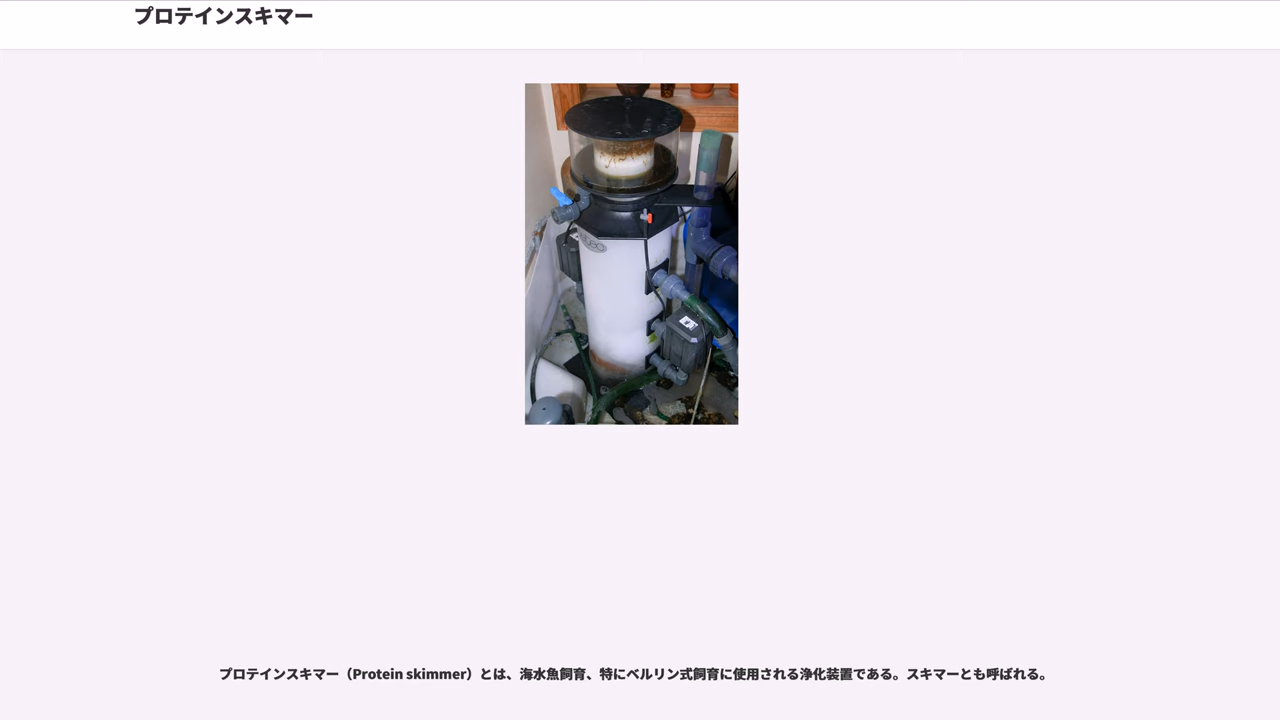 プロテインスキマー
プロテインスキマー（Protein skimmer）とは、海水魚飼育、特にベルリン式飼育に使用される浄化装置である。スキマーとも呼ばれる。